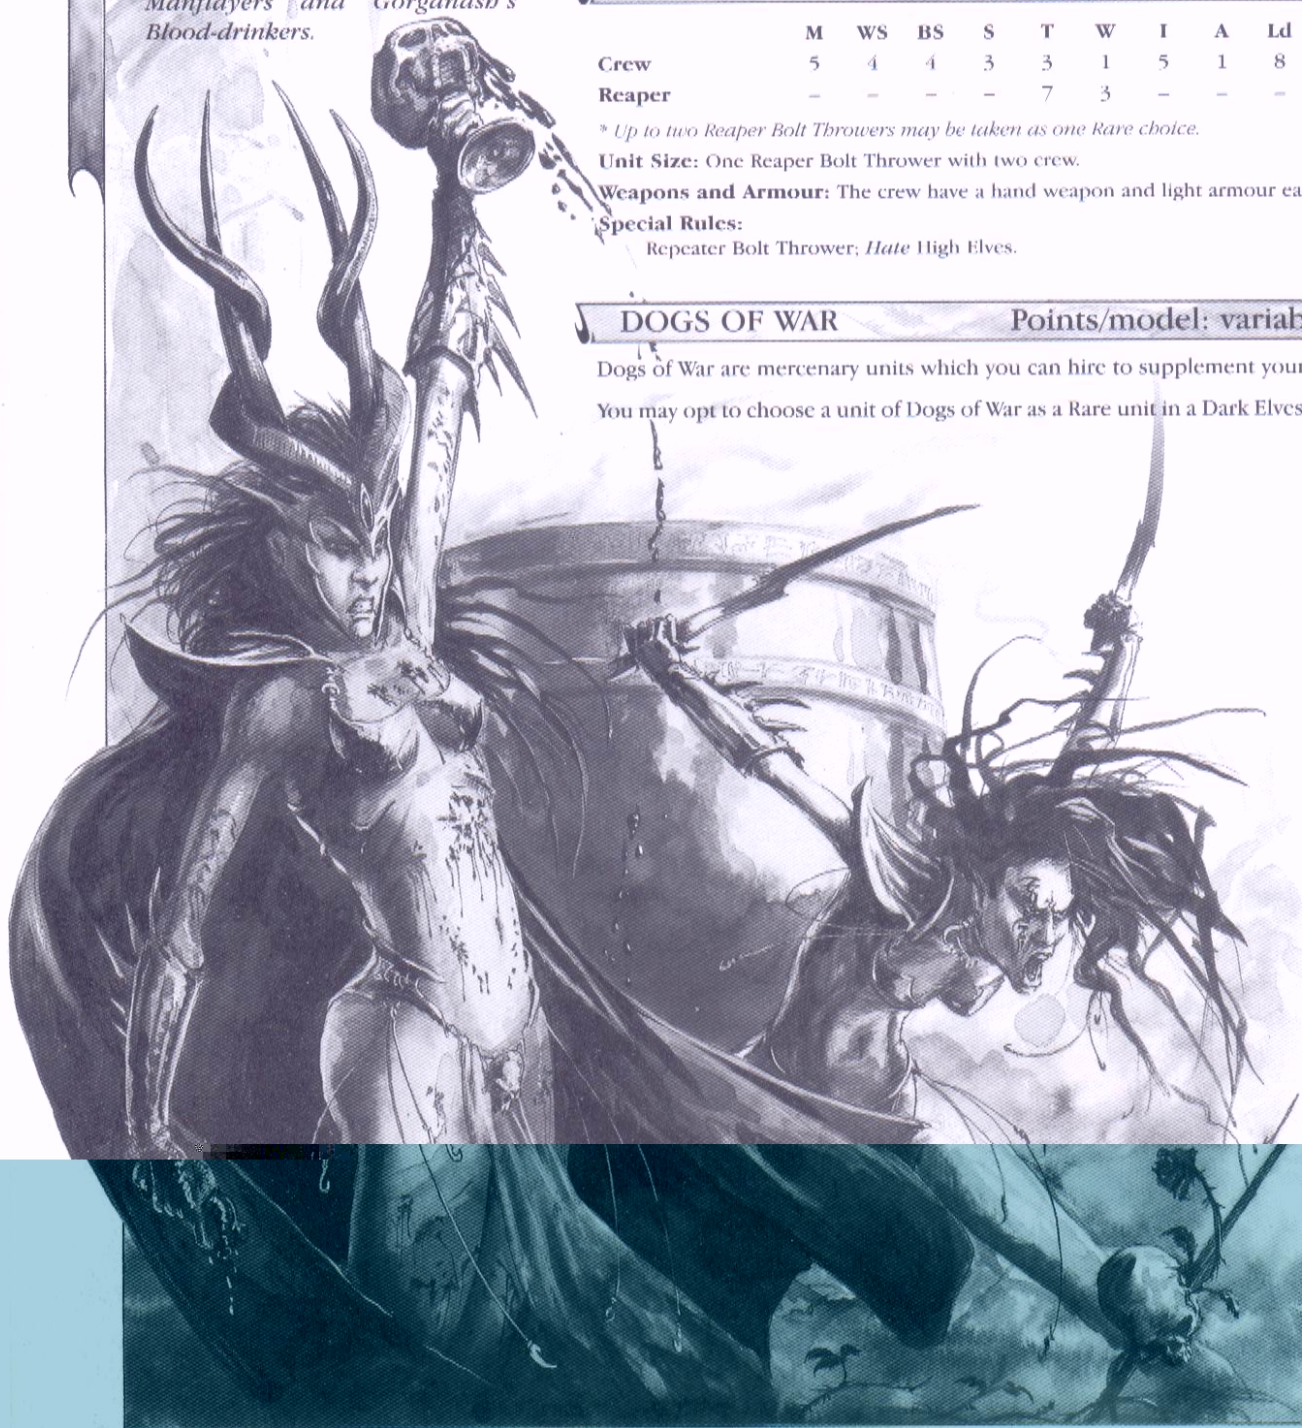 Manflayers and Gorganash's
Blood-drinkers.
M WS BS S T W I A Ld
Crew 5 4 4 3 3 1 5 1 8
Reaper – – – – 7 3 – – –
* Up to two Reaper Bolt Throwers may be taken as one Rare choice.
Unit Size: One Reaper Bolt Thrower with two crew.
Weapons and Armour: The crew have a hand weapon and light armour ea
Special Rules:
Repeater Bolt Thrower; Hate High Elves.
DOGS OF WAR Points/model: variab
Dogs of War are mercenary units which you can hire to supplement your
You may opt to choose a unit of Dogs of War as a Rare unit in a Dark Elves